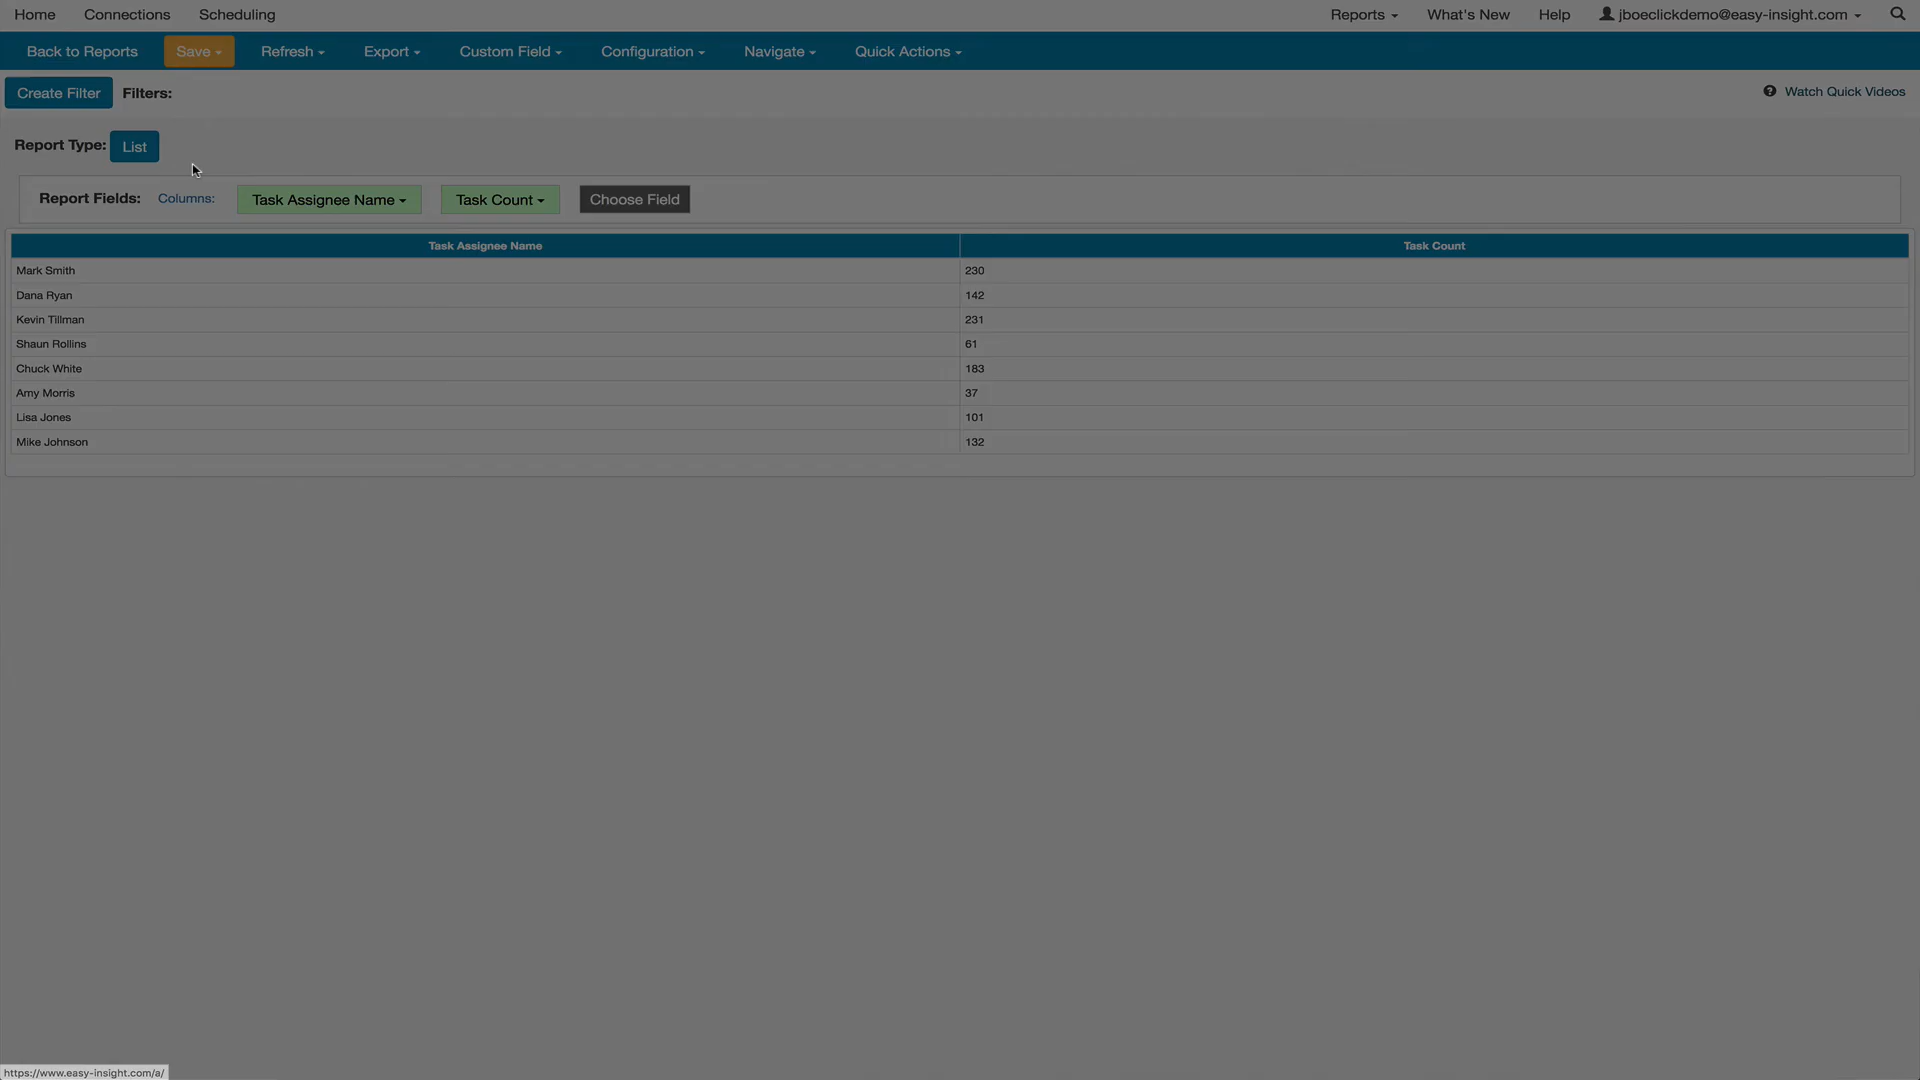 Home Connections Scheduling Reports What's New Help jboeclickdemo@easy-insight.com
Back to Reports Save Refresh Export Custom Field Configuration Navigate Quick Actions
Create Filter Filters: Watch Quick Videos
Report Type: List
Report Fields: Columns: Task Assignee Name Task Count Choose Field
Task Assignee Name Task Count
Mark Smith 230
Dana Ryan 142
Kevin Tillman 231
Shaun Rollins 61
Chuck White 183
Amy Morris 37
Lisa Jones 101
Mike Johnson 132
https://www.easy-insight.com/a/